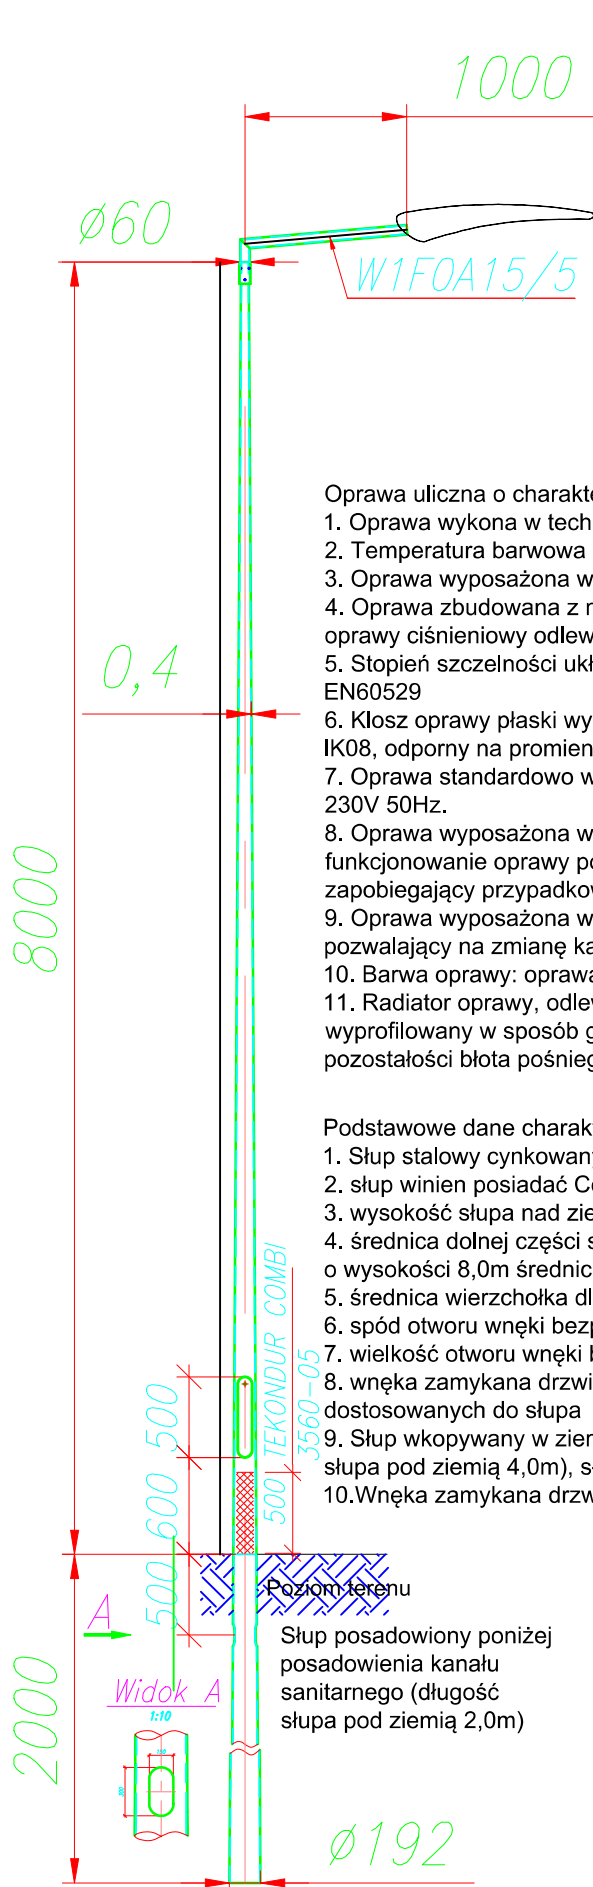 1000
ø60
W1F0A15/5
Oprawa uliczna o charakte
1. Oprawa wykona w tech
2. Temperatura barwowa
3. Oprawa wyposażona w
4. Oprawa zbudowana z
oprawy ciśnieniowy odlew
5. Stopień szczelności ukł
EN60529
6. Klosz oprawy płaski wy
IK08, odporny na promien
7. Oprawa standardowo w
230V 50Hz.
8. Oprawa wyposażona w
funkcjonowanie oprawy po
zapobiegający przypadkow
9. Oprawa wyposażona w
pozwalający na zmianę ką
10. Barwa oprawy: oprawa
11. Radiator oprawy, odlew
wyprofilowany w sposób g
pozostałości błota pośnieg
0,4
8000
Podstawowe dane charakt
1. Słup stalowy cynkowany
2. słup winien posiadać Ce
3. wysokość słupa nad zie
4. średnica dolnej części s
o wysokości 8,0m średnic
5. średnica wierzchołka dl
6. spód otworu wnęki bezp
7. wielkość otworu wnęki b
8. wnęka zamykana drzwi
dostosowanych do słupa
9. Słup wkopywany w ziem
słupa pod ziemią 4,0m), s
10.Wnęka zamykana drzw
500
600
500
500
TEKONDUR COMBI
3560-05
Poziom terenu
Słup posadowiony poniżej
posadowienia kanału
sanitarnego (długość
słupa pod ziemią 2,0m)
A
2000
Widok A
1:10
ø192